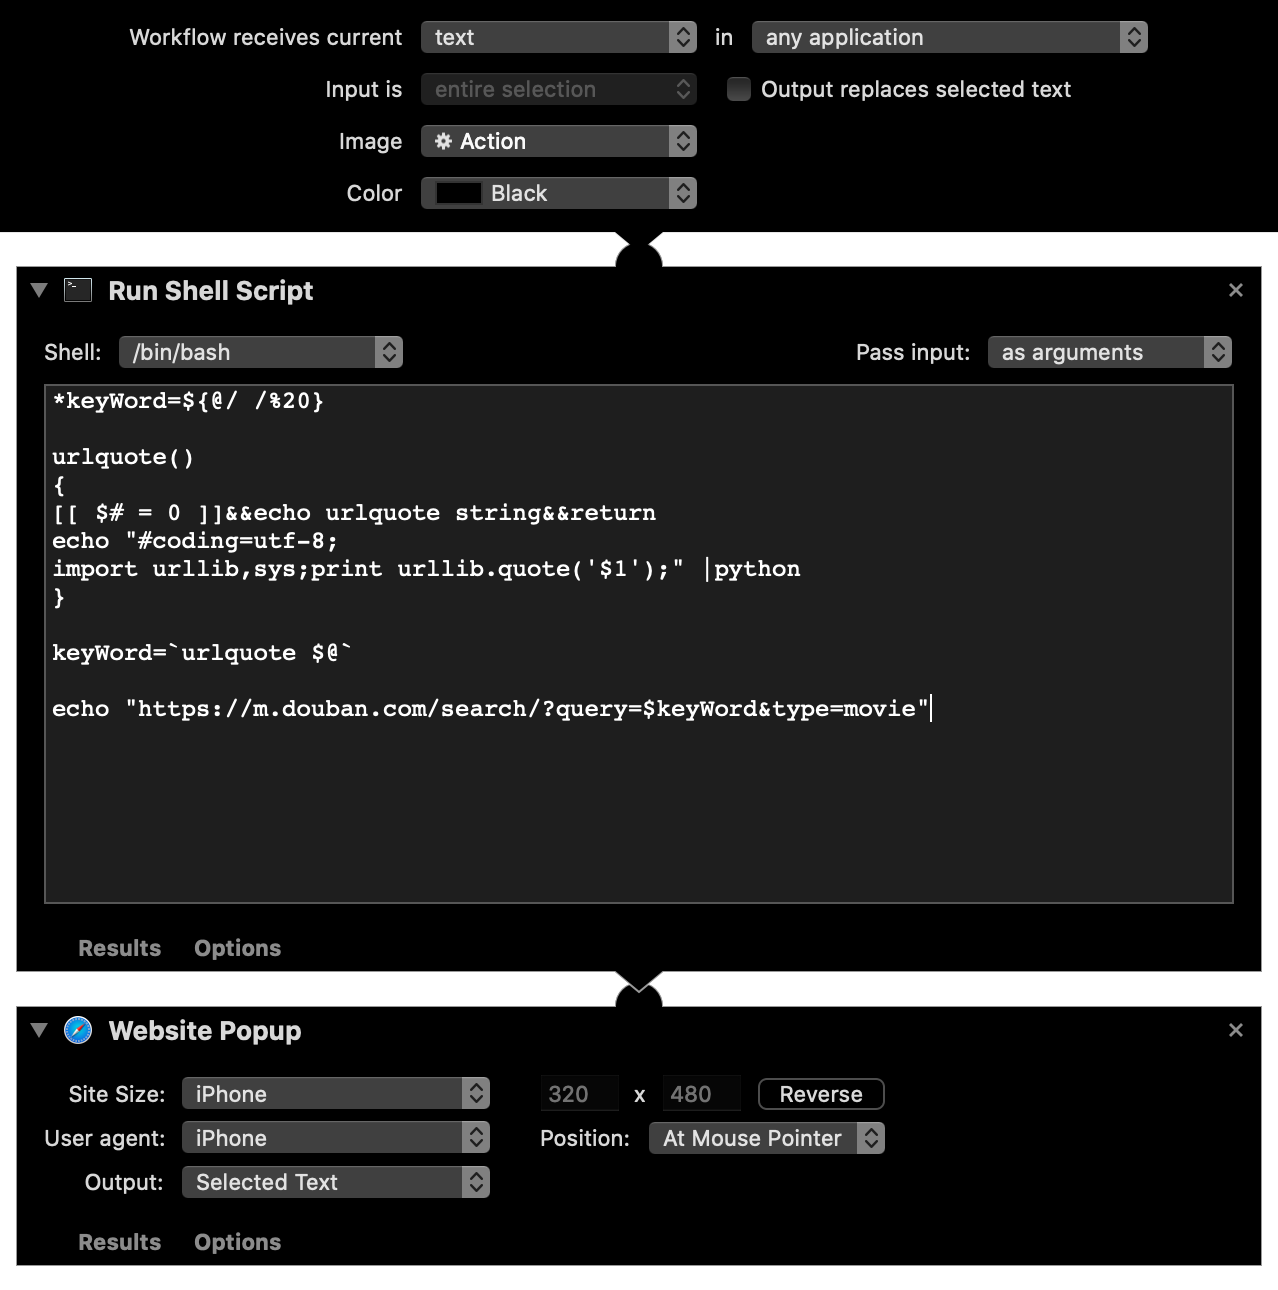 Workflow receives current text in any application
Input is entire selection Output replaces selected text
Image Action
Color Black
Run Shell Script
Shell: /bin/bash Pass input: as arguments
*keyWord=${@/ /%20}
urlquote()
{
[[ $# = 0 ]]&&echo urlquote string&&return
echo "#coding=utf-8;
import urllib,sys;print urllib.quote('$1');" |python
}
keyWord=`urlquote $@`
echo "https://m.douban.com/search/?query=$keyWord&type=movie"
Results Options
Website Popup
Site Size: iPhone 320 x 480 Reverse
User agent: iPhone Position: At Mouse Pointer
Output: Selected Text
Results Options